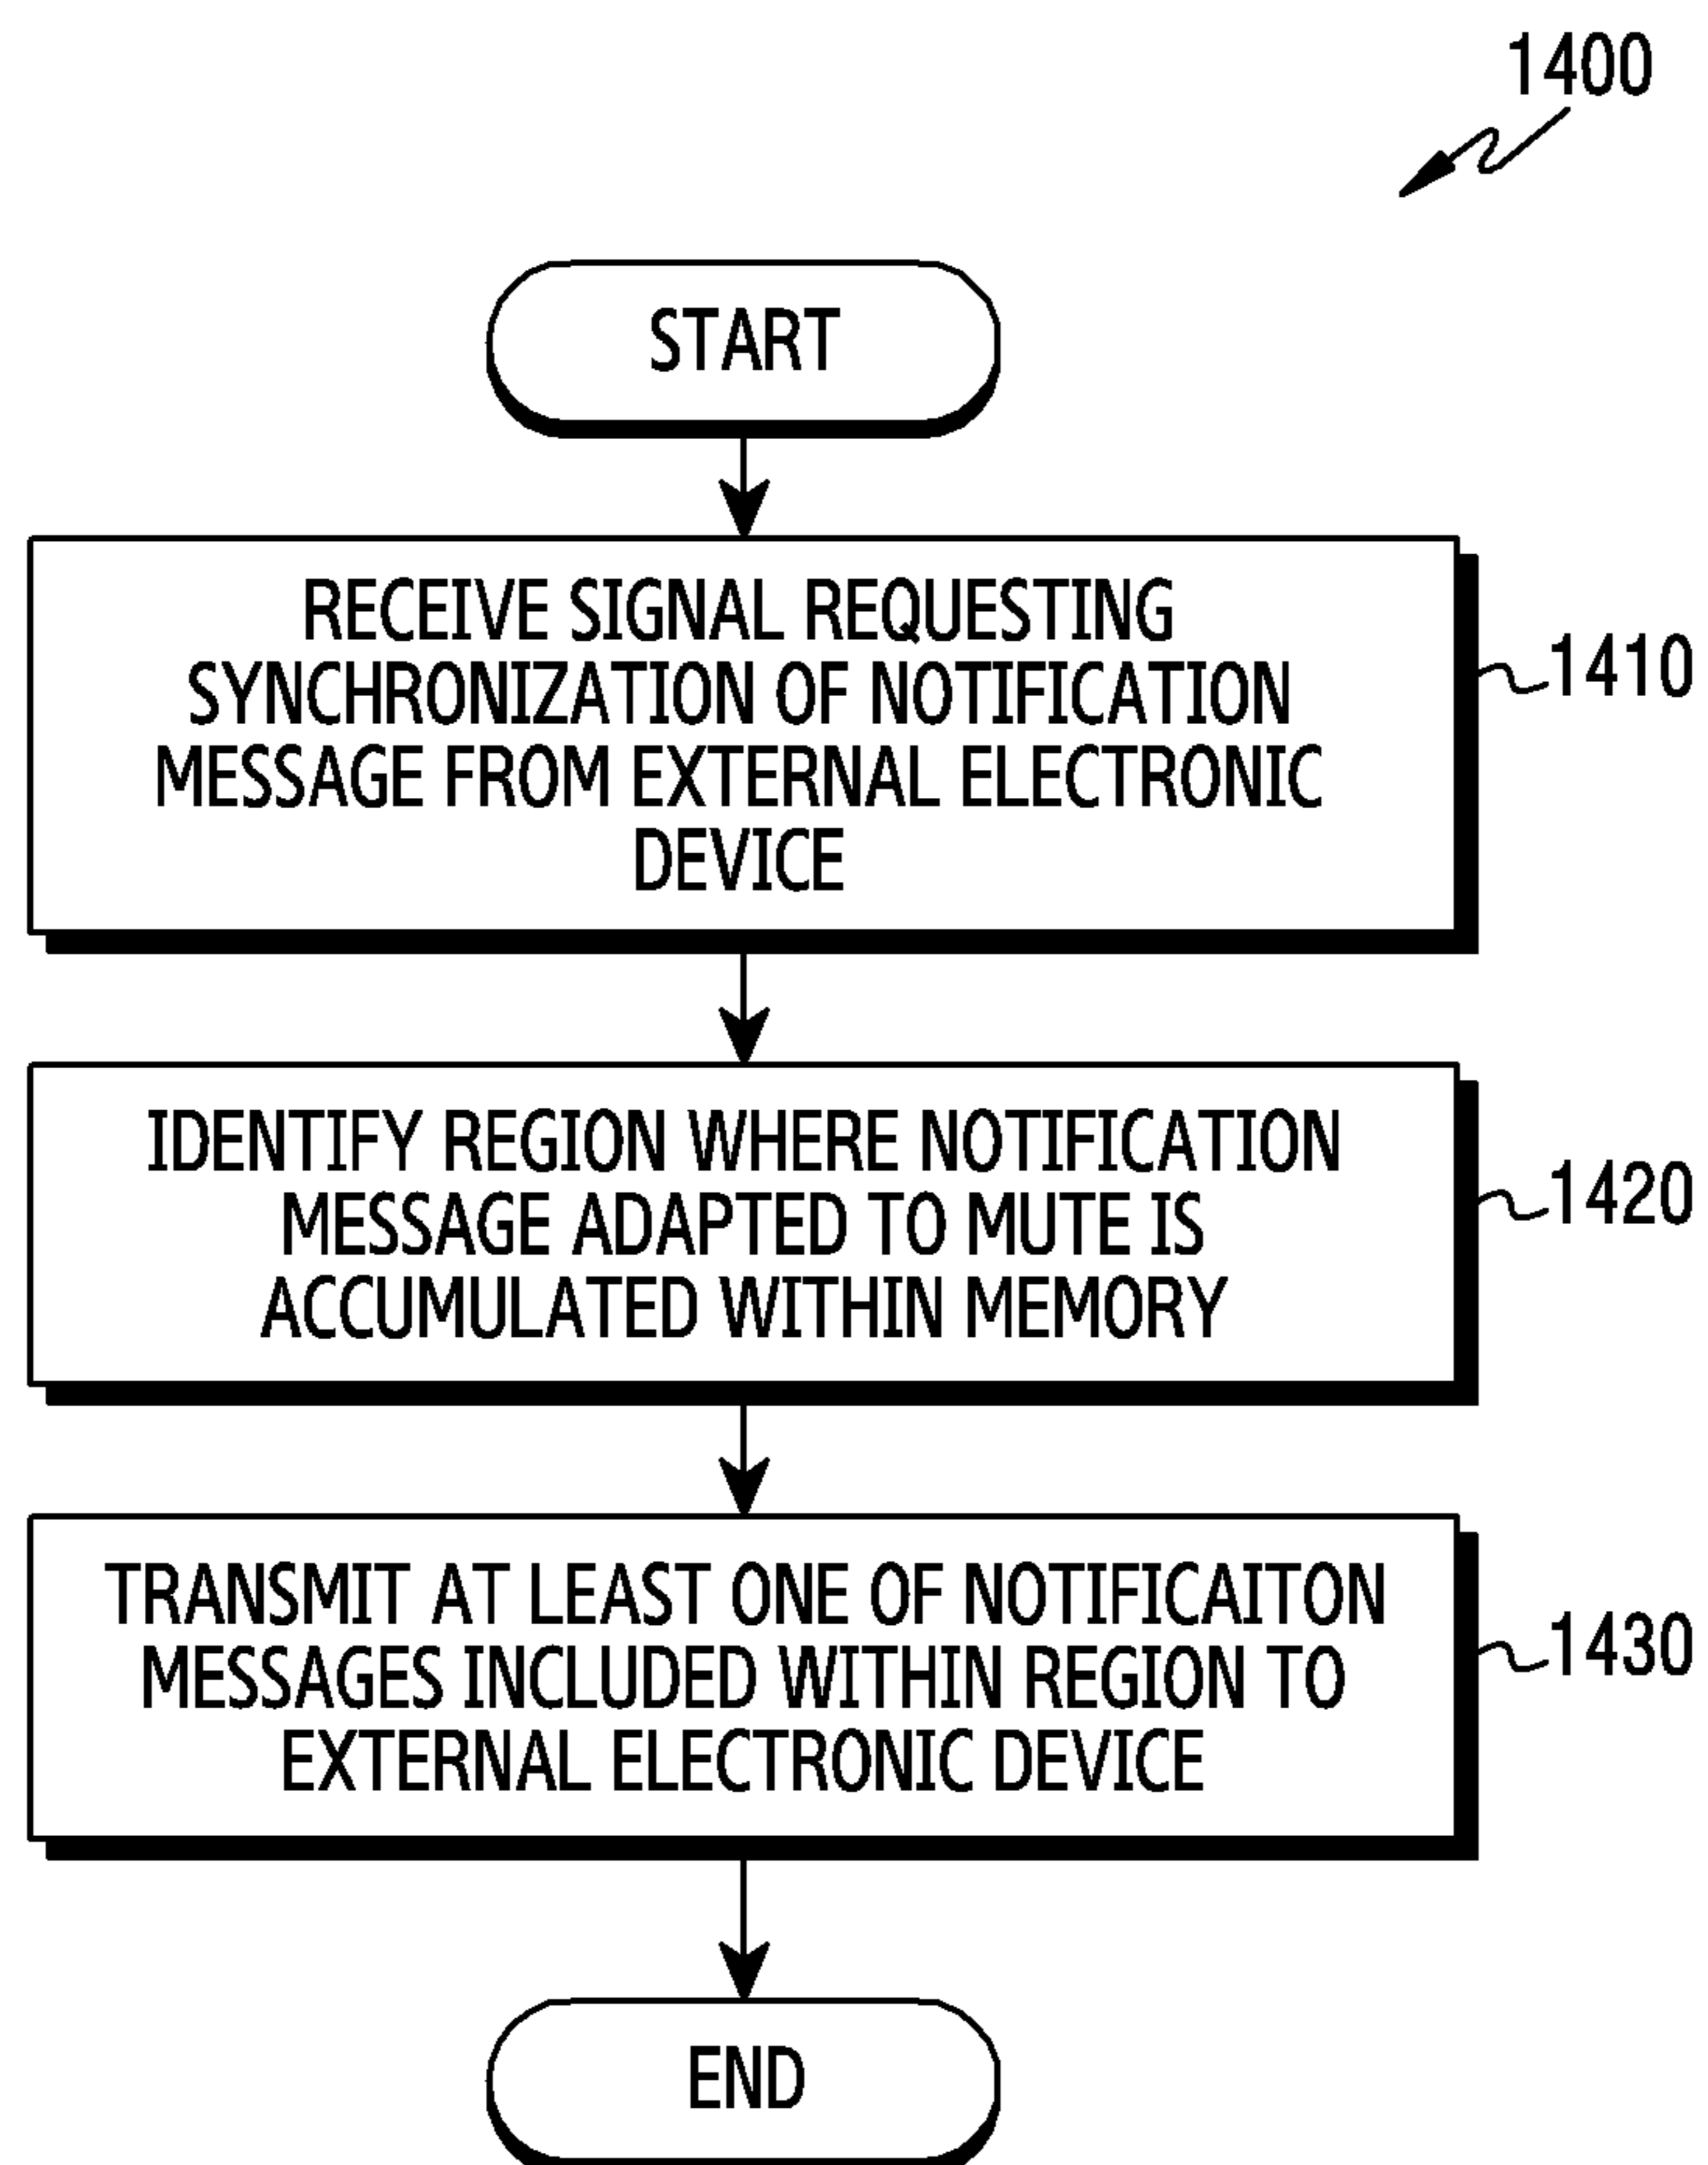 1400
START
RECEIVE SIGNAL REQUESTING
SYNCHRONIZATION OF NOTIFICATION
MESSAGE FROM EXTERNAL ELECTRONIC
DEVICE
1410
IDENTIFY REGION WHERE NOTIFICATION
MESSAGE ADAPTED TO MUTE IS
ACCUMULATED WITHIN MEMORY
1420
TRANSMIT AT LEAST ONE OF NOTIFICAITON
MESSAGES INCLUDED WITHIN REGION TO
EXTERNAL ELECTRONIC DEVICE
1430
END